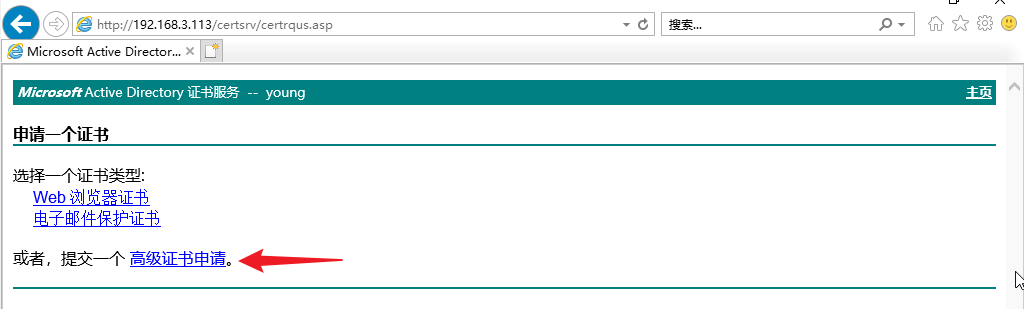 http://192.168.3.113/certsrv/certrqus.asp
搜索...
Microsoft Active Director...
Microsoft Active Directory 证书服务 -- young
主页
申请一个证书
选择一个证书类型:
Web 浏览器证书
电子邮件保护证书
或者，提交一个 高级证书申请。